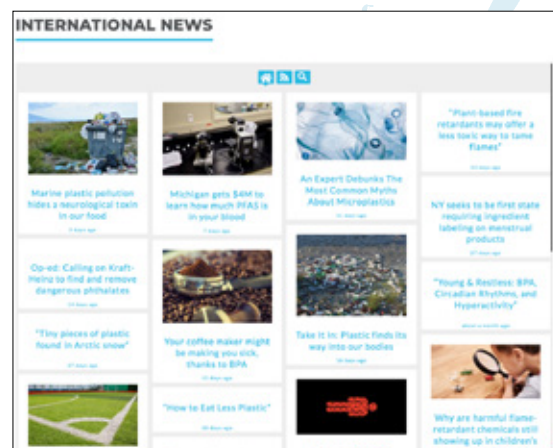 INTERNATIONAL NEWS
Marine plastic pollution
hides a neurological toxin
in our food
Op-ed: Calling on Kraft-
Heinz to find and remove
dangerous phthalates
"Tiny pieces of plastic
found in Arctic snow"
Michigan gets $4M to
learn how much PFAS is
in your blood
Your coffee maker might
be making you sick,
thanks to BPA
"How to Eat Less Plastic"
An Expert Debunks The
Most Common Myths
About Microplastics
Take it in: Plastic finds its
way into our bodies
"Plant-based fire
retardants may offer a
less toxic way to tame
flames"
NY seeks to be first state
requiring ingredient
labeling on menstrual
products
"Young & Restless: BPA,
Circadian Rhythms, and
Hyperactivity"
about a month ago
Why are harmful flame-
retardant chemicals still
showing up in children's